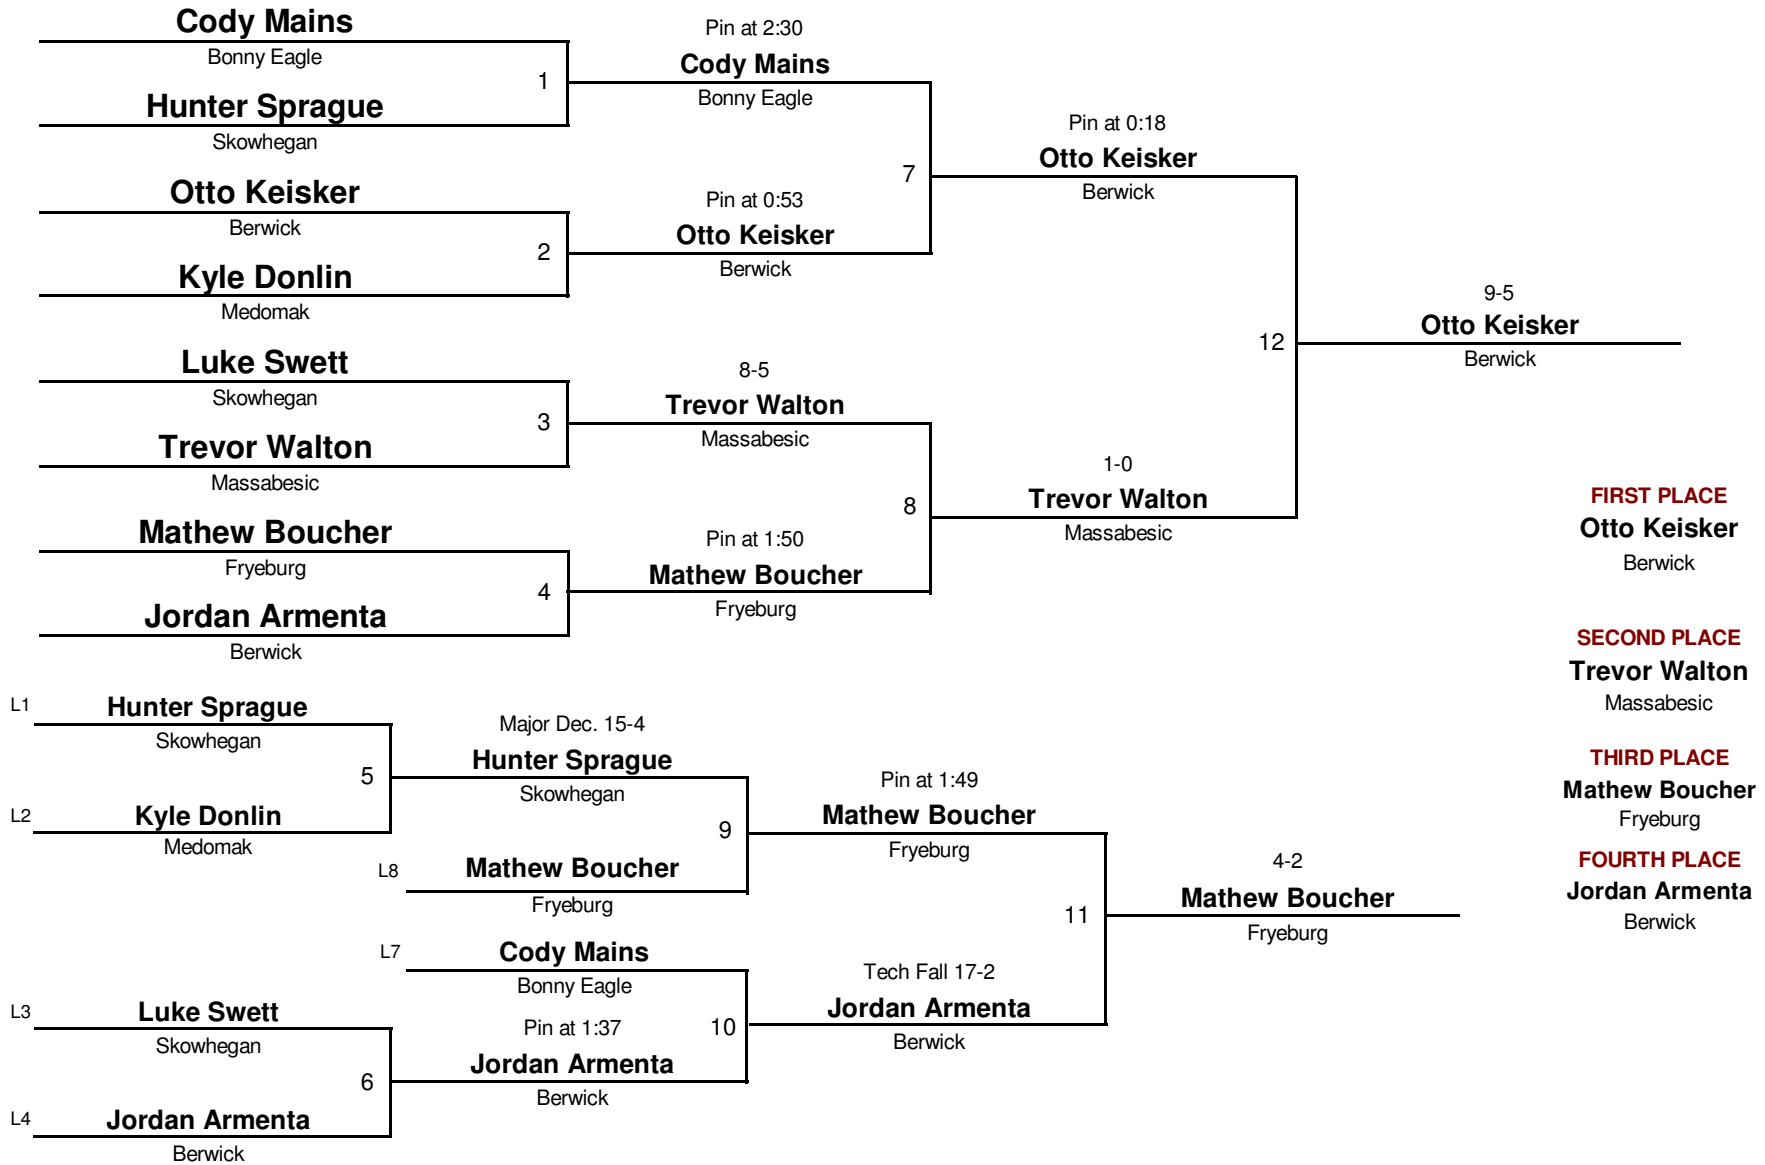 Cody Mains
Bonny Eagle
1
Hunter Sprague
Skowhegan
Otto Keisker
Berwick
2
Kyle Donlin
Medomak
Luke Swett
Skowhegan
3
Trevor Walton
Massabesic
Mathew Boucher
Fryeburg
4
Jordan Armenta
Berwick
Pin at 2:30
Cody Mains
Bonny Eagle
7
Pin at 0:53
Otto Keisker
Berwick
8-5
Trevor Walton
Massabesic
8
Pin at 1:50
Mathew Boucher
Fryeburg
Pin at 0:18
Otto Keisker
Berwick
12
1-0
Trevor Walton
Massabesic
9-5
Otto Keisker
Berwick
FIRST PLACE
Otto Keisker
Berwick
SECOND PLACE
Trevor Walton
Massabesic
THIRD PLACE
Mathew Boucher
Fryeburg
FOURTH PLACE
Jordan Armenta
Berwick
L1
Hunter Sprague
Skowhegan
5
L2
Kyle Donlin
Medomak
L3
Luke Swett
Skowhegan
6
L4
Jordan Armenta
Berwick
Major Dec. 15-4
Hunter Sprague
Skowhegan
9
L8
Mathew Boucher
Fryeburg
L7
Cody Mains
Bonny Eagle
10
Pin at 1:37
Jordan Armenta
Berwick
Pin at 1:49
Mathew Boucher
Fryeburg
11
Tech Fall 17-2
Jordan Armenta
Berwick
4-2
Mathew Boucher
Fryeburg